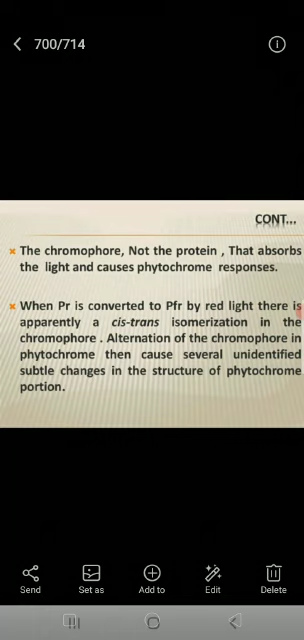 700/714
CONT...
The chromophore, Not the protein , That absorbs
the light and causes phytochrome responses.
When Pr is converted to Pfr by red light there is
apparently a cis-trans isomerization in the
chromophore . Alternation of the chromophore in
phytochrome then cause several unidentified
subtle changes in the structure of phytochrome
portion.
Send Set as Add to Edit Delete